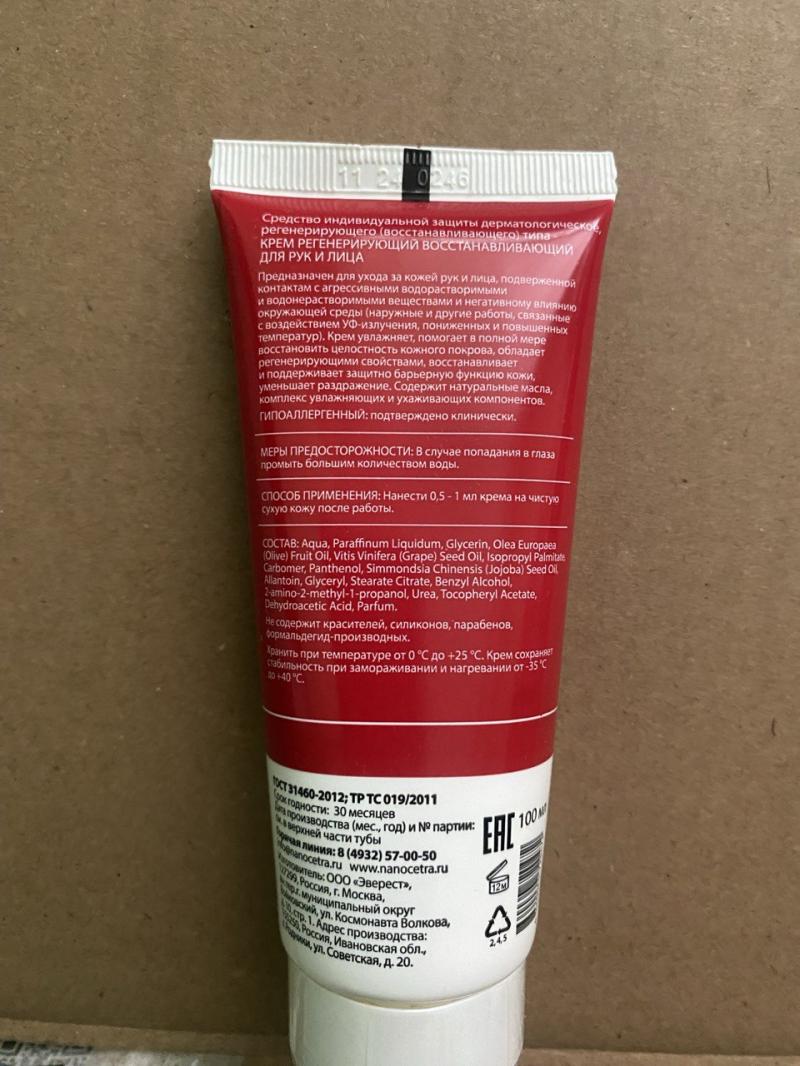 11 2 0246
Средство индивидуальной защиты дерматологическое,
регенерирующего (восстанавливающего) типа -
КРЕМ РЕГЕНЕРИРУЮЩИЙ ВОССТАНАВЛИВАЮЩИЙ
ДЛЯ РУК И ЛИЦА
Предназначен для ухода за кожей рук и лица, подверженной
контактам с агрессивными водорастворимыми
и водонерастворимыми веществами и негативному влиянию
окружающей среды (наружные и другие работы, связанные
с воздействием УФ-излучения, пониженных и повышенных
температур). Крем увлажняет, помогает в полной мере
восстановить целостность кожного покрова, обладает
регенерирующими свойствами, восстанавливает
и поддерживает защитно барьерную функцию кожи,
уменьшает раздражение. Содержит натуральные масла,
комплекс увлажняющих и ухаживающих компонентов.
ГИПОАЛЛЕРГЕННЫЙ: подтверждено клинически.
МЕРЫ ПРЕДОСТОРОЖНОСТИ: В случае попадания в глаза
промыть большим количеством воды.
СПОСОБ ПРИМЕНЕНИЯ: Нанести 0,5 - 1 мл крема на чистую
сухую кожу после работы.
СОСТАВ: Aqua, Paraffinum Liquidum, Glycerin, Olea Europaea
(Olive) Fruit Oil, Vitis Vinifera (Grape) Seed Oil, Isopropyl Palmitate,
Carbomer, Panthenol, Simmondsia Chinensis (Jojoba) Seed Oil,
Allantoin, Glyceryl, Stearate Citrate, Benzyl Alcohol,
2-amino-2-methyl-1-propanol, Urea, Tocopheryl Acetate,
Dehydroacetic Acid, Parfum.
Не содержит красителей, силиконов, парабенов,
формальдегид-производных.
Хранить при температуре от 0 °С до +25 °С. Крем сохраняет
стабильность при замораживании и нагревании от -35 °С
до +40 °С.
ГОСТ 31460-2012; ТР ТС 019/2011
Срок годности: 30 месяцев
Дата производства (мес., год) и № партии:
в верхней части тубы
Горячая линия: 8 (4932) 57-00-50
info@nanocetra.ru www.nanocetra.ru
Изготовитель: ООО «Эверест»,
Россия, г. Москва,
муниципальный округ
ул. Космонавта Волкова,
стр. 1. Адрес производства:
Россия, Ивановская обл.,
ул. Советская, д. 20.
ЕАС
100 мл
12М
2,4,5